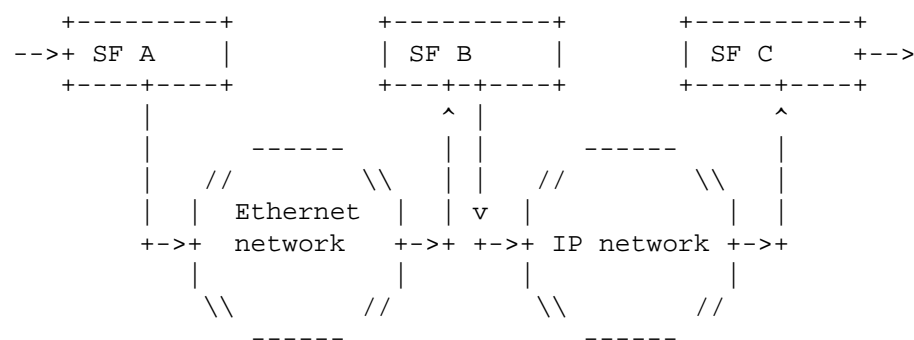 +---------+          +----------+          +----------+
-->+ SF A      |          | SF B     |          | SF C     +-->
+----+----+          +---+-+----+          +-----+----+
|                    ^ |                    ^
|      ------        | |      ------        |
|   //        \\     | |   //        \\     |
|  |  Ethernet  |  | v  |            |  |
+->+  network   +->+ +->+ IP network +->+
|            |       |            |
\\        //         \\        //
------               ------